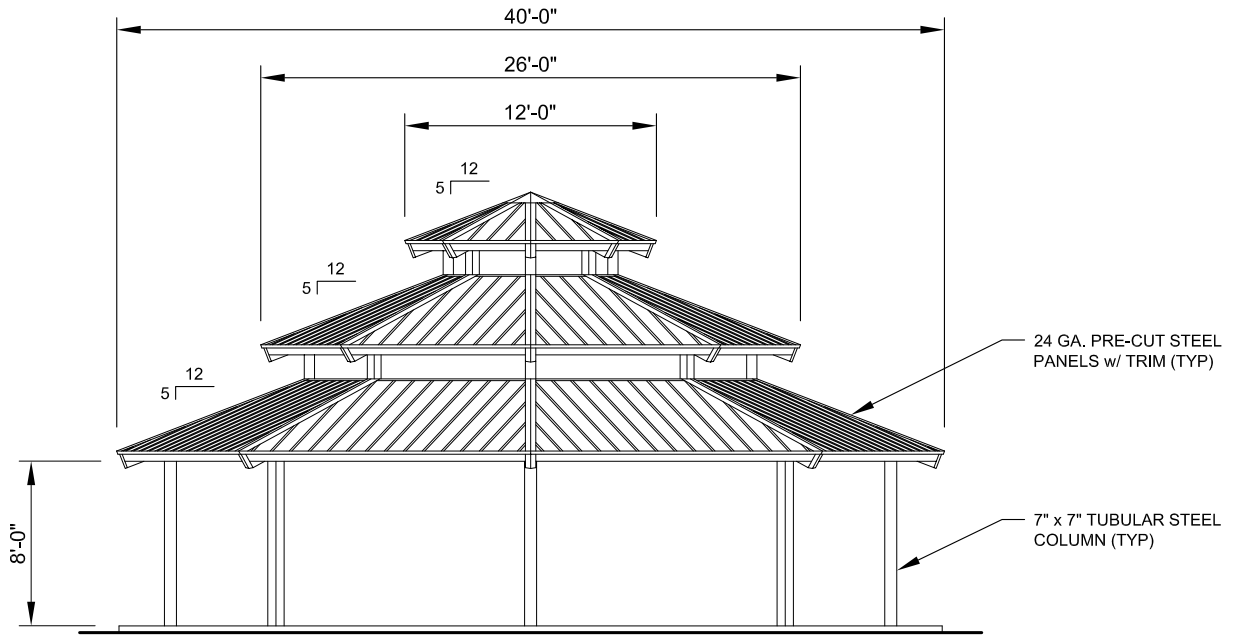 40'-0"
26'-0"
12'-0"
12
5
12
5
12
5
24 GA. PRE-CUT STEEL
PANELS w/ TRIM (TYP)
8'-0"
7" x 7" TUBULAR STEEL
COLUMN (TYP)